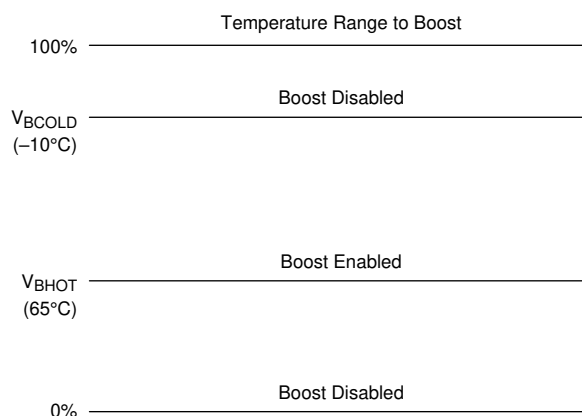 Temperature Range to Boost
100%
Boost Disabled
VBCOLD
(–10°C)
Boost Enabled
VBHOT
(65°C)
Boost Disabled
0%